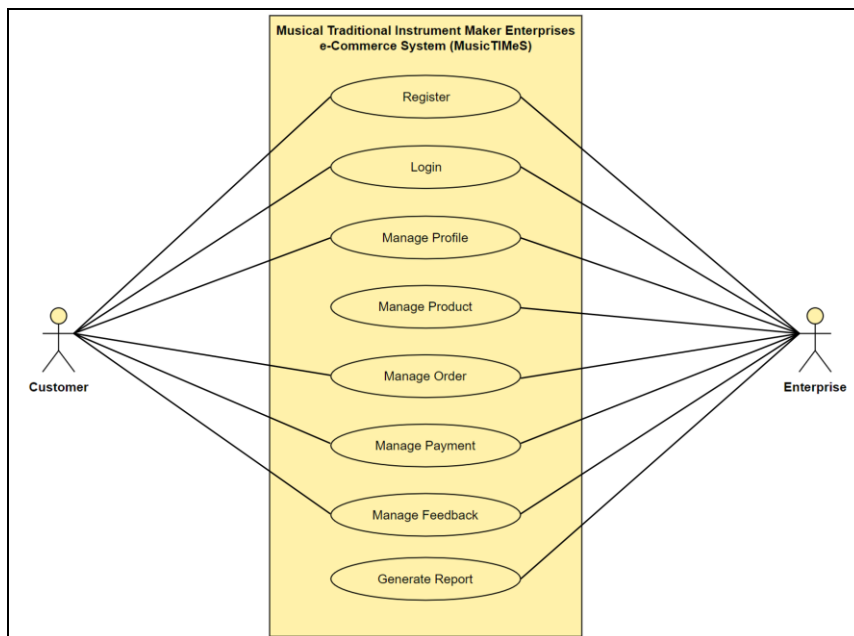 Musical Traditional Instrument Maker Enterprises
e-Commerce System (MusicTIMeS)
Register
Login
Manage Profile
Manage Product
Manage Order
Customer
Enterprise
Manage Payment
Manage Feedback
Generate Report